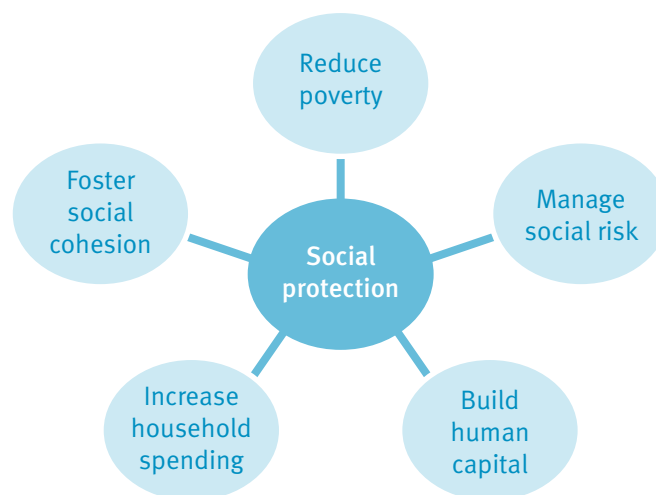 Reduce
poverty
Foster
social
cohesion
Manage
social risk
Social
protection
Increase
household
spending
Build
human
capital